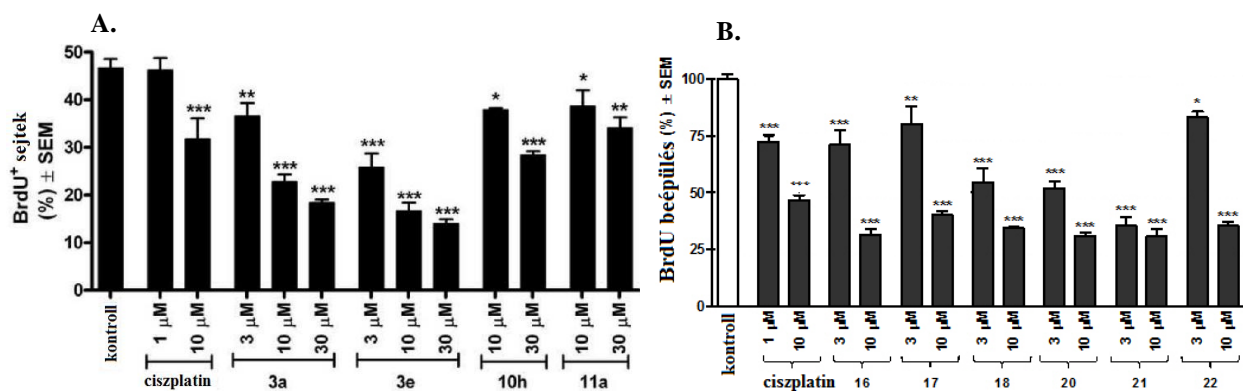 A.
BrdU⁺ sejtek
(%) ± SEM
50
40
30
20
10
0
***
**
***
***
***
***
***
*
***
*
**
kontroll
1 µM
10 µM
3 µM
10 µM
30 µM
3 µM
10 µM
30 µM
10 µM
30 µM
10 µM
30 µM
ciszplatin
3a
3e
10h
11a
B.
BrdU beépülés (%) ± SEM
100
75
50
25
0
***
***
***
***
**
***
***
***
***
***
***
***
*
***
kontroll
1 µM
10 µM
3 µM
10 µM
3 µM
10 µM
3 µM
10 µM
3 µM
10 µM
3 µM
10 µM
3 µM
10 µM
ciszplatin
16
17
18
20
21
22